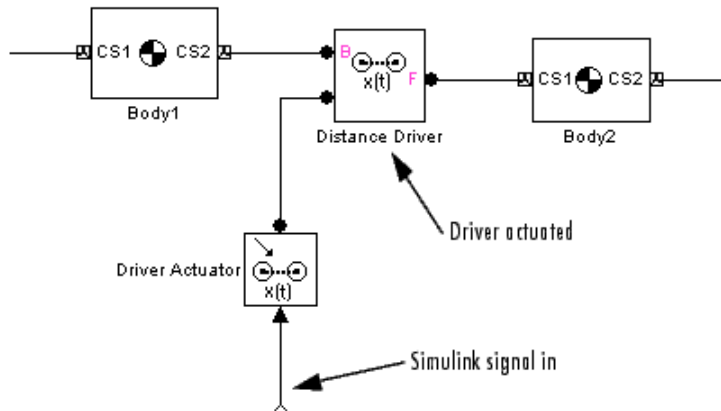 CS1 CS2
Body1
B
F
x(t)
Distance Driver
CS1 CS2
Body2
Driver actuated
Driver Actuator
x(t)
Simulink signal in